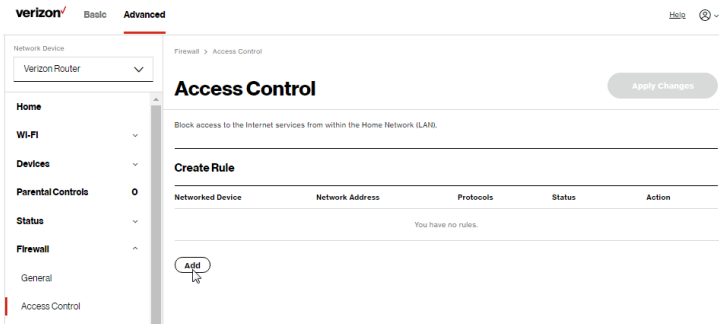 verizon✓ Basic Advanced Help
Network Device
Verizon Router
Home
Wi-Fi
Devices
Parental Controls 0
Status
Firewall
General
Access Control
Firewall > Access Control
Access Control
Apply Changes
Block access to the Internet services from within the Home Network (LAN).
Create Rule
Networked Device Network Address Protocols Status Action
You have no rules.
Add